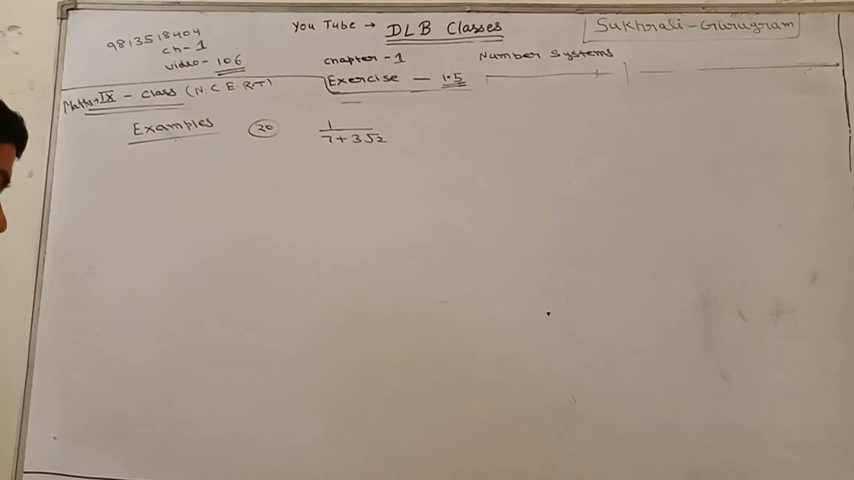 9813518404
ch-1
video- 106
You Tube → DLB Classes
Sukhrali-Gurugram
chapter -1
Number Systems
Maths IX - class (N.C.E.R.T)
Exercise - 1.5
Examples 20
1
7+3√2